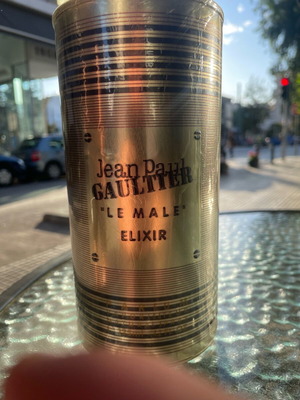 Jean Paul
GAULTIER
"LE MALE"
ELIXIR